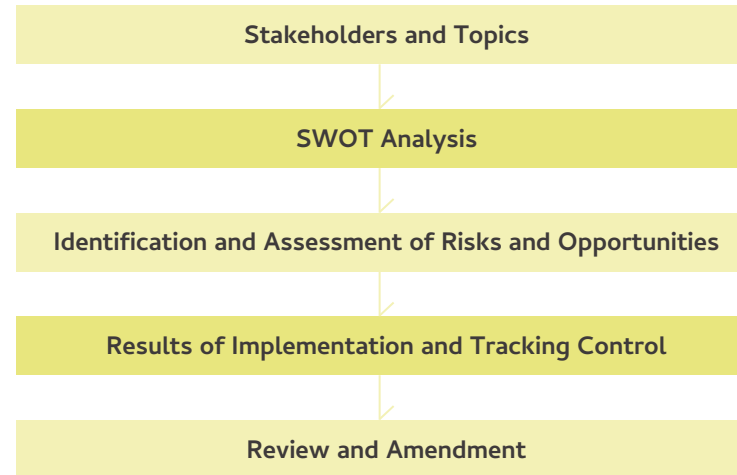 Stakeholders and Topics
SWOT Analysis
Identification and Assessment of Risks and Opportunities
Results of Implementation and Tracking Control
Review and Amendment